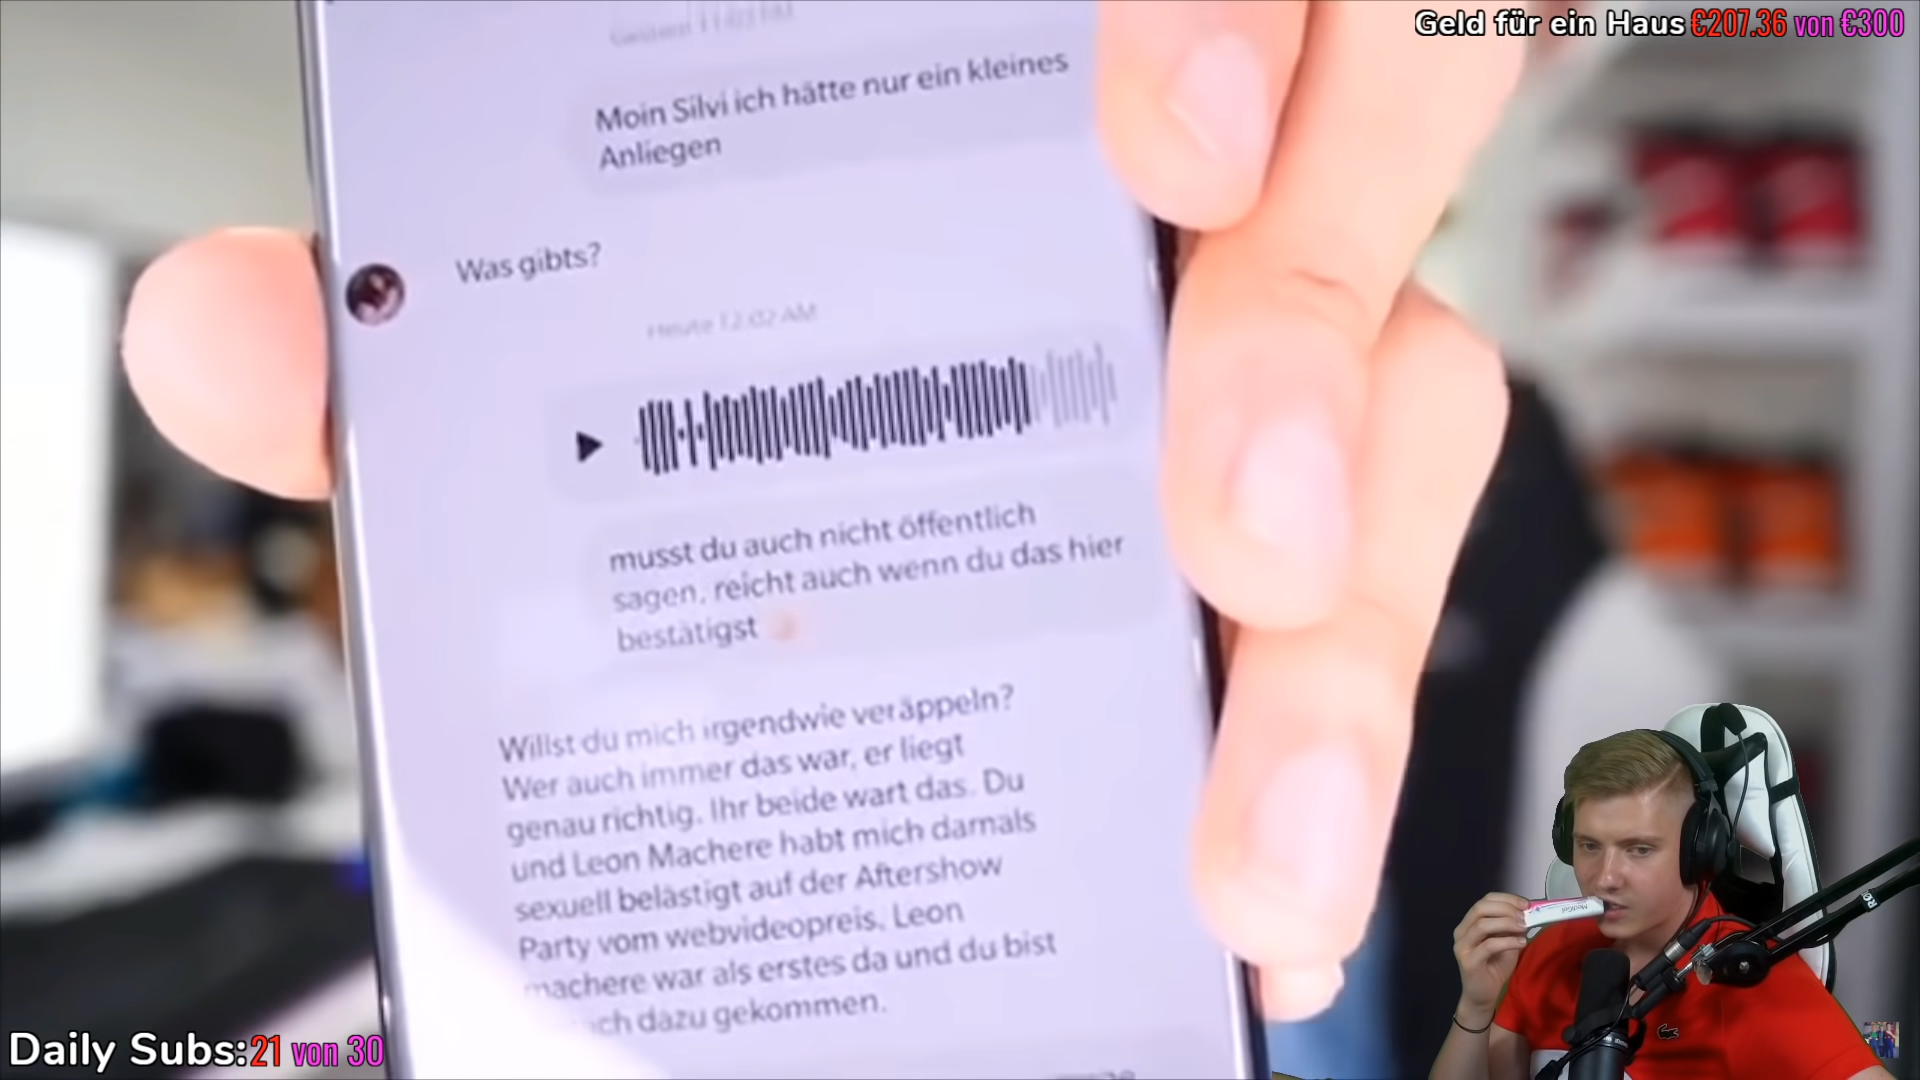 Geld für ein Haus €207.36 von €300
Moin Silvi ich hätte nur ein kleines
Anliegen
Was gibts?
Heute 12:02 AM
musst du auch nicht öffentlich
sagen, reicht auch wenn du das hier
bestätigst
Willst du mich irgendwie veräppeln?
Wer auch immer das war, er liegt
genau richtig. Ihr beide wart das. Du
und Leon Machere habt mich damals
sexuell belästigt auf der Aftershow
Party vom webvideopreis. Leon
machere war als erstes da und du bist
dazu gekommen.
Daily Subs: 21 von 30